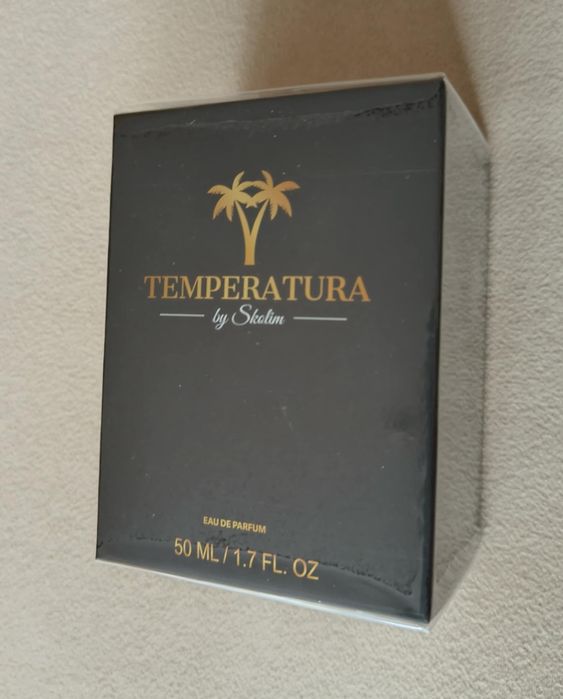 TEMPERATURA
by Skolim
EAU DE PARFUM
50 ML / 1.7 FL. OZ